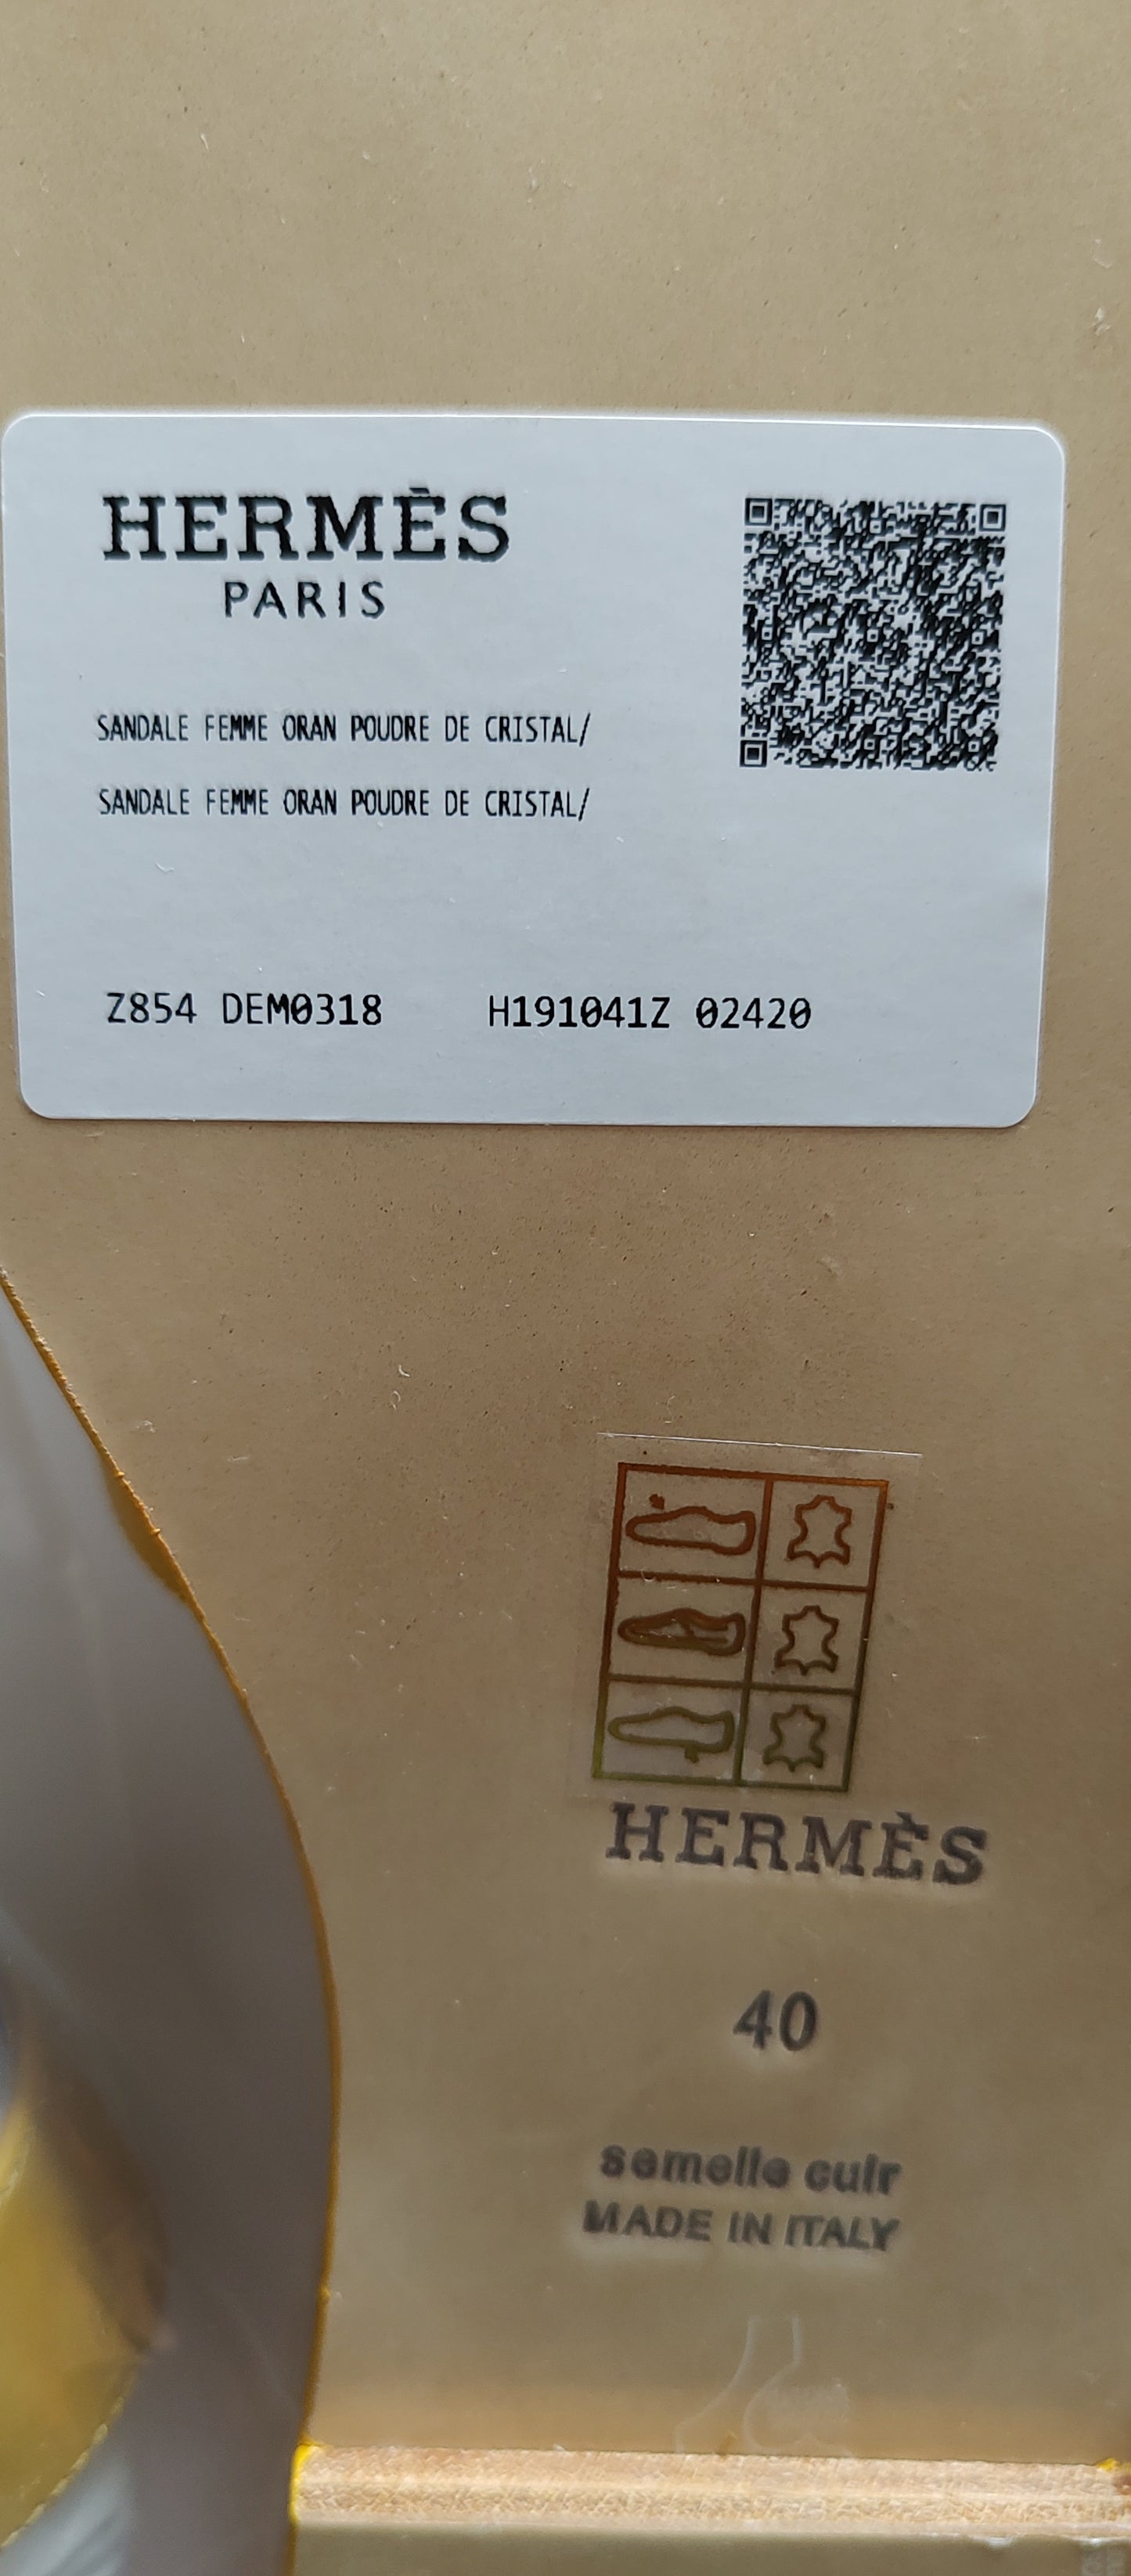 HERMÈS
PARIS
SANDALE FEMME ORAN POUDRE DE CRISTAL/
SANDALE FEMME ORAN POUDRE DE CRISTAL/
Z854 DEM0318 H191041Z 02420
HERMÈS
40
semelle cuir
MADE IN ITALY